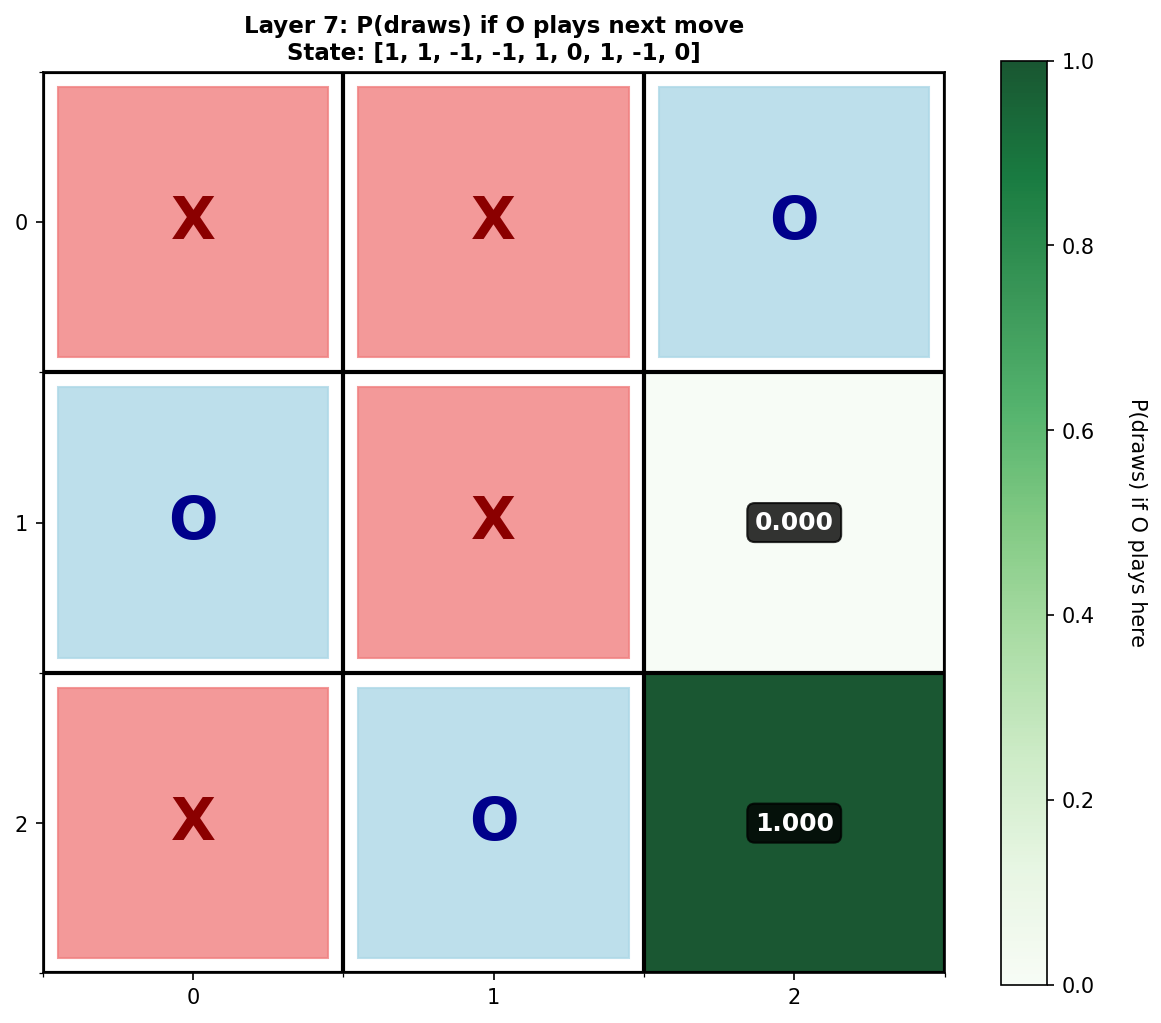 Layer 7: P(draws) if O plays next move
State: [1, 1, -1, -1, 1, 0, 1, -1, 0]
0
X
X
O
1
O
X
0.000
2
X
O
1.000
0
1
2
1.0
0.8
0.6
0.4
0.2
0.0
P(draws) if O plays here